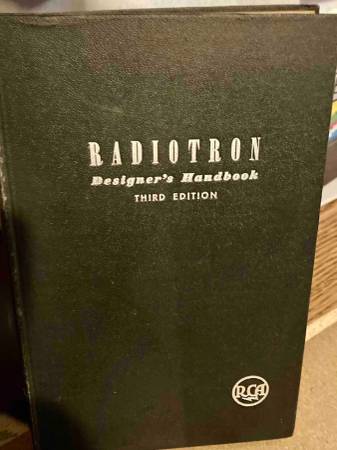 RADIOTRON
Designer's Handbook
THIRD EDITION
RCA